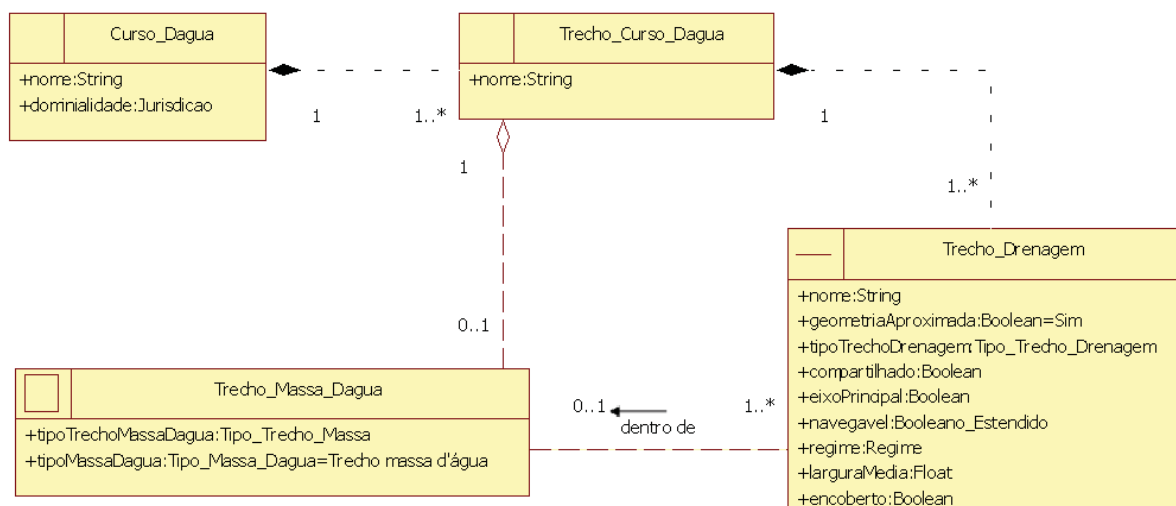 Curso_Dagua
+nome:String
+dominialidade:Jurisdicao
1
1..*
Trecho_Curso_Dagua
+nome:String
1
1
1..*
0..1
Trecho_Drenagem
+nome:String
+geometriaAproximada:Boolean=Sim
+tipoTrechoDrenagem:Tipo_Trecho_Drenagem
+compartilhado:Boolean
+eixoPrincipal:Boolean
+navegavel:Booleano_Estendido
+regime:Regime
+larguraMedia:Float
+encoberto:Boolean
Trecho_Massa_Dagua
+tipoTrechoMassaDagua:Tipo_Trecho_Massa
+tipoMassaDagua:Tipo_Massa_Dagua=Trecho massa d'água
0..1
1..*
dentro de